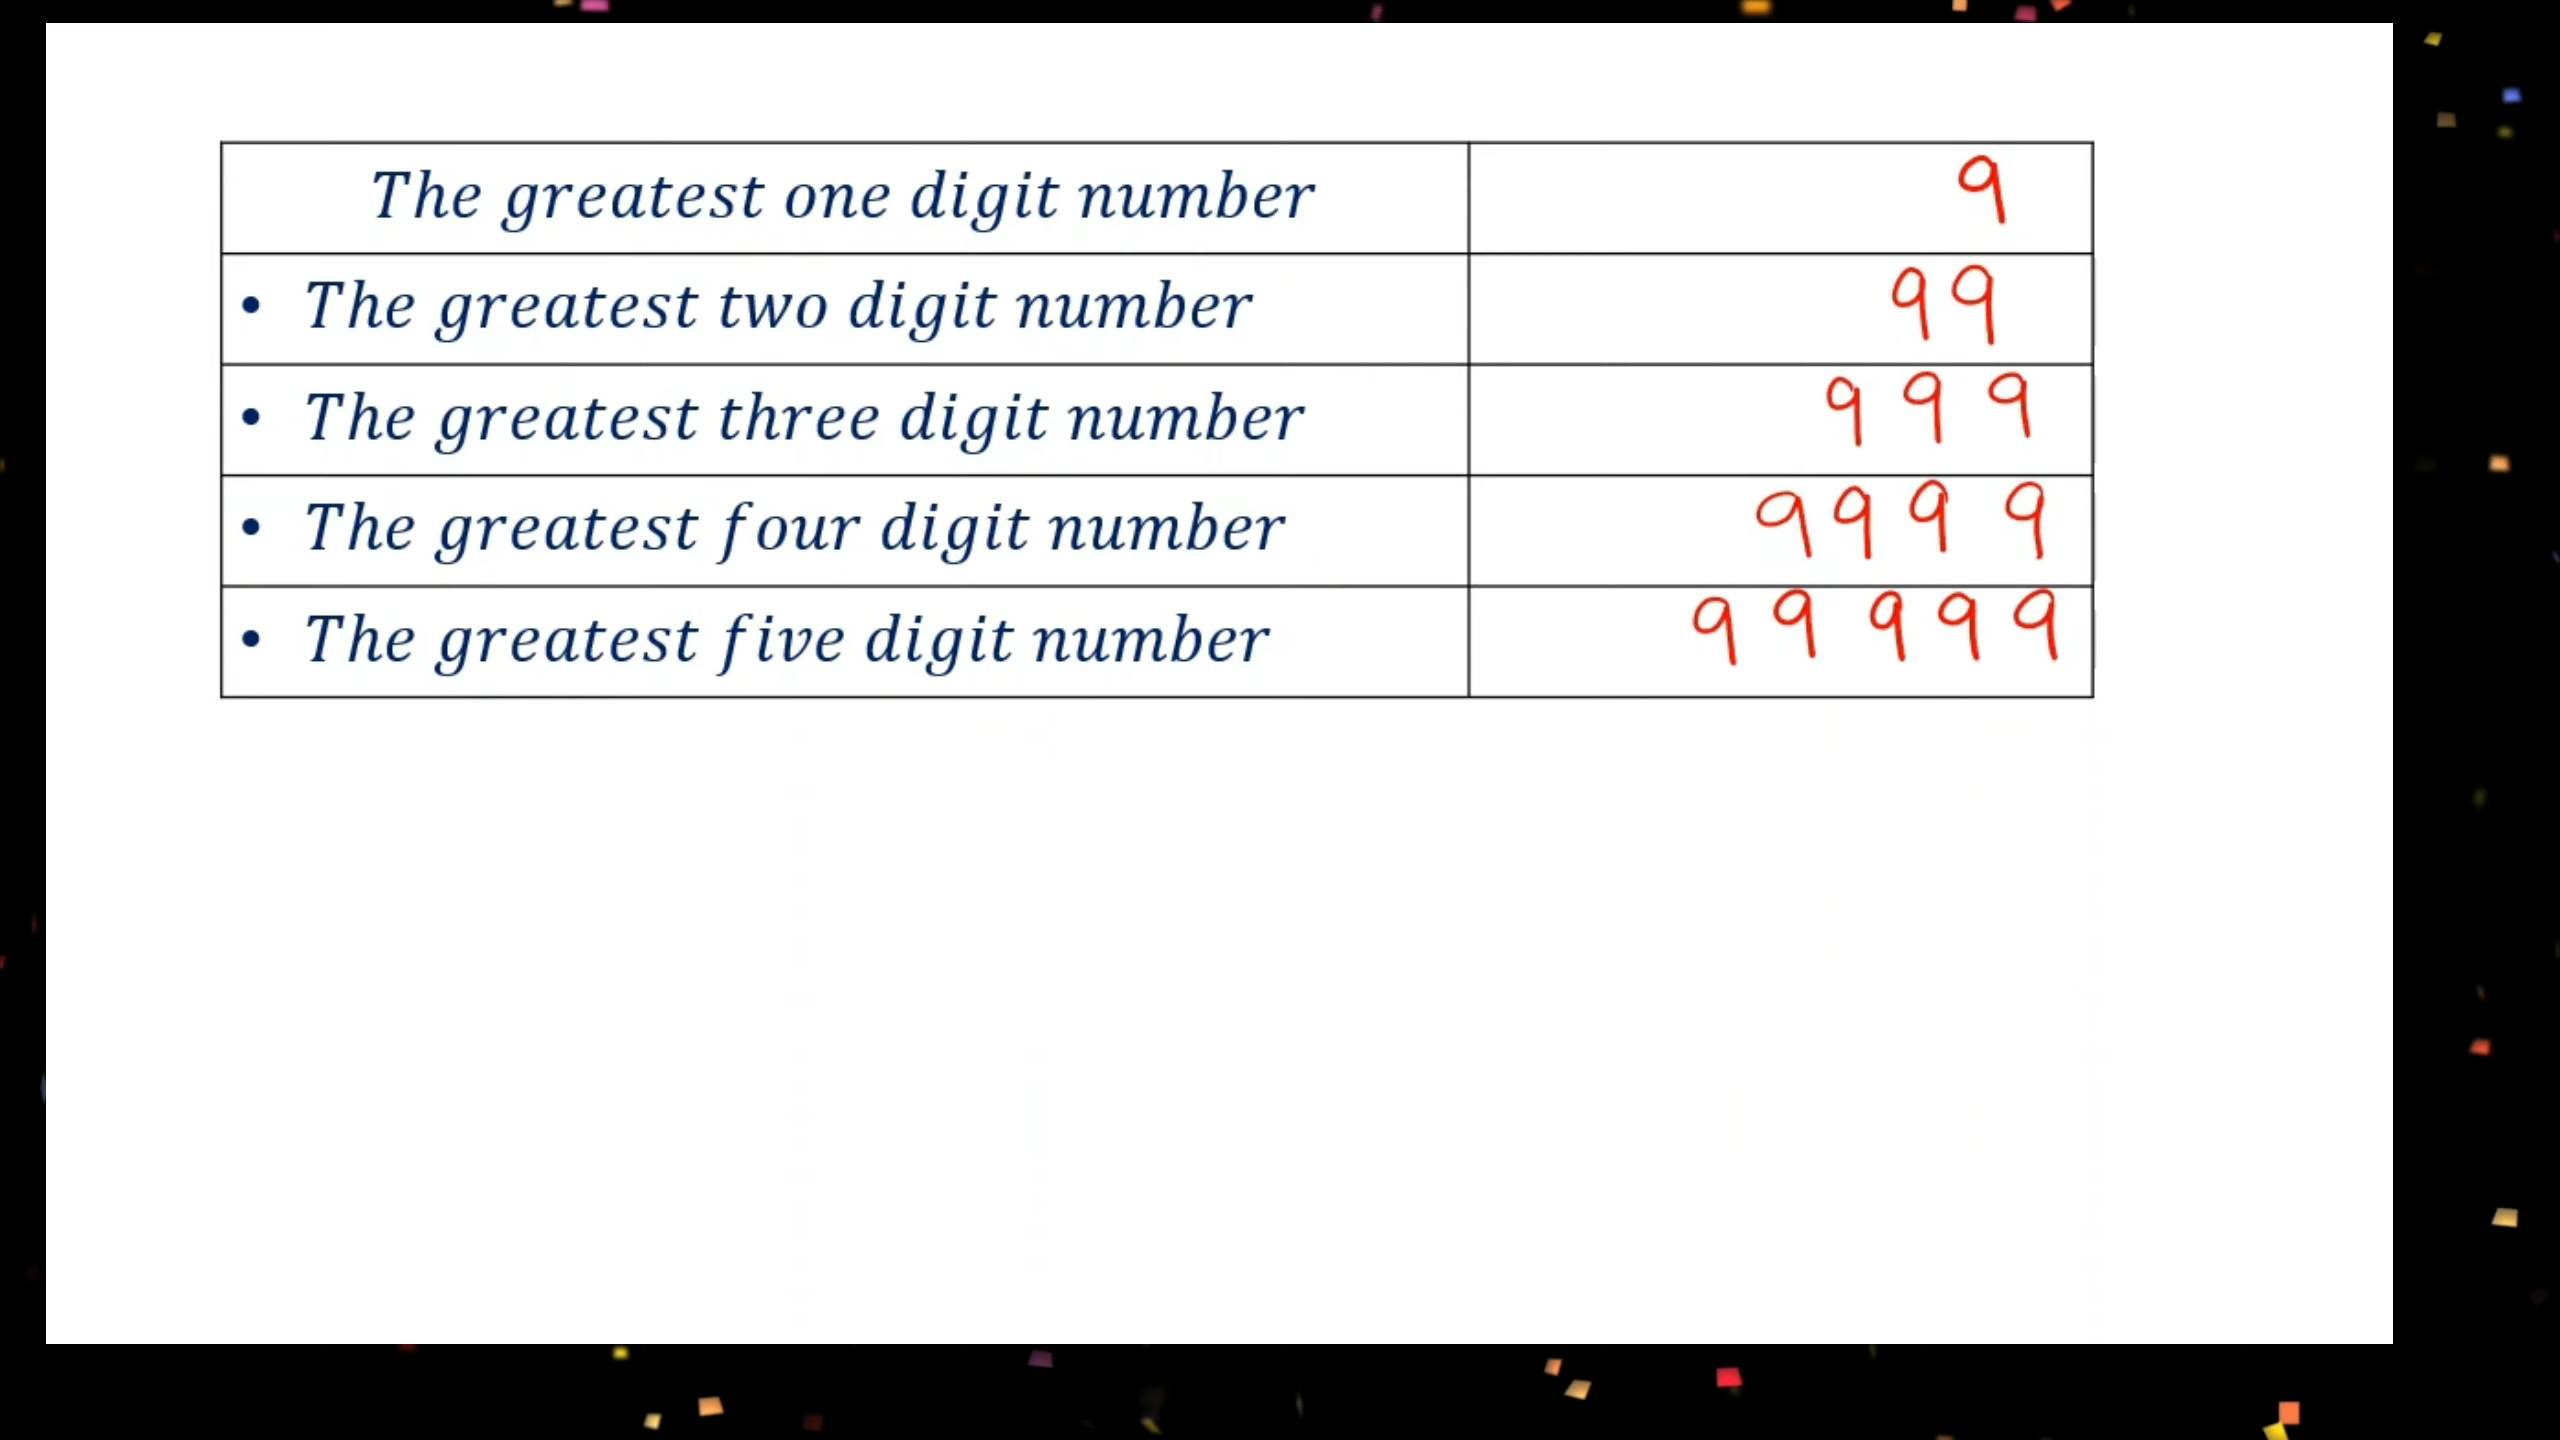 The greatest one digit number 9
• The greatest two digit number 99
• The greatest three digit number 999
• The greatest four digit number 9999
• The greatest five digit number 99999